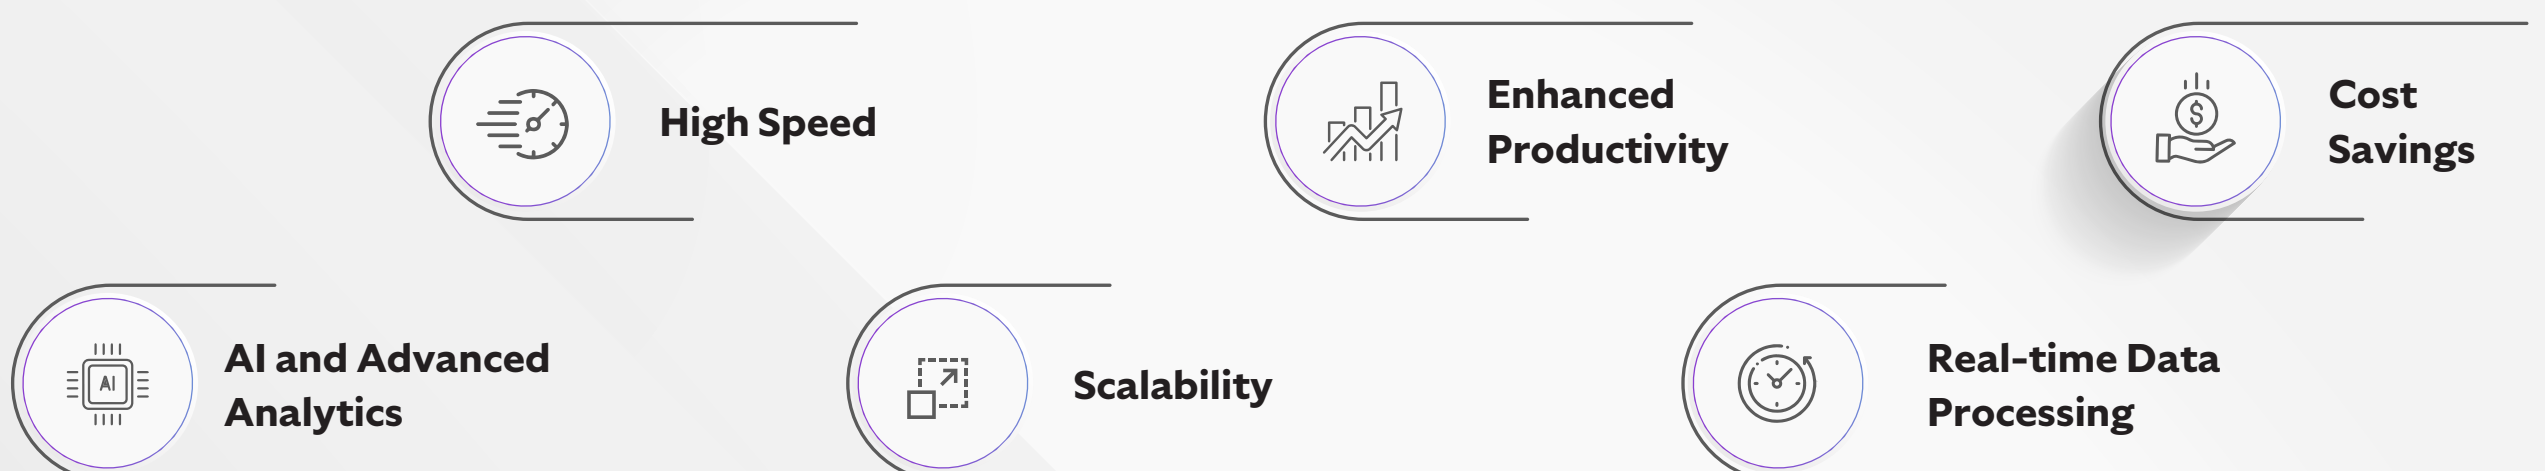 High Speed
Enhanced
Productivity
Cost
Savings
AI
AI and Advanced
Analytics
Scalability
Real-time Data
Processing